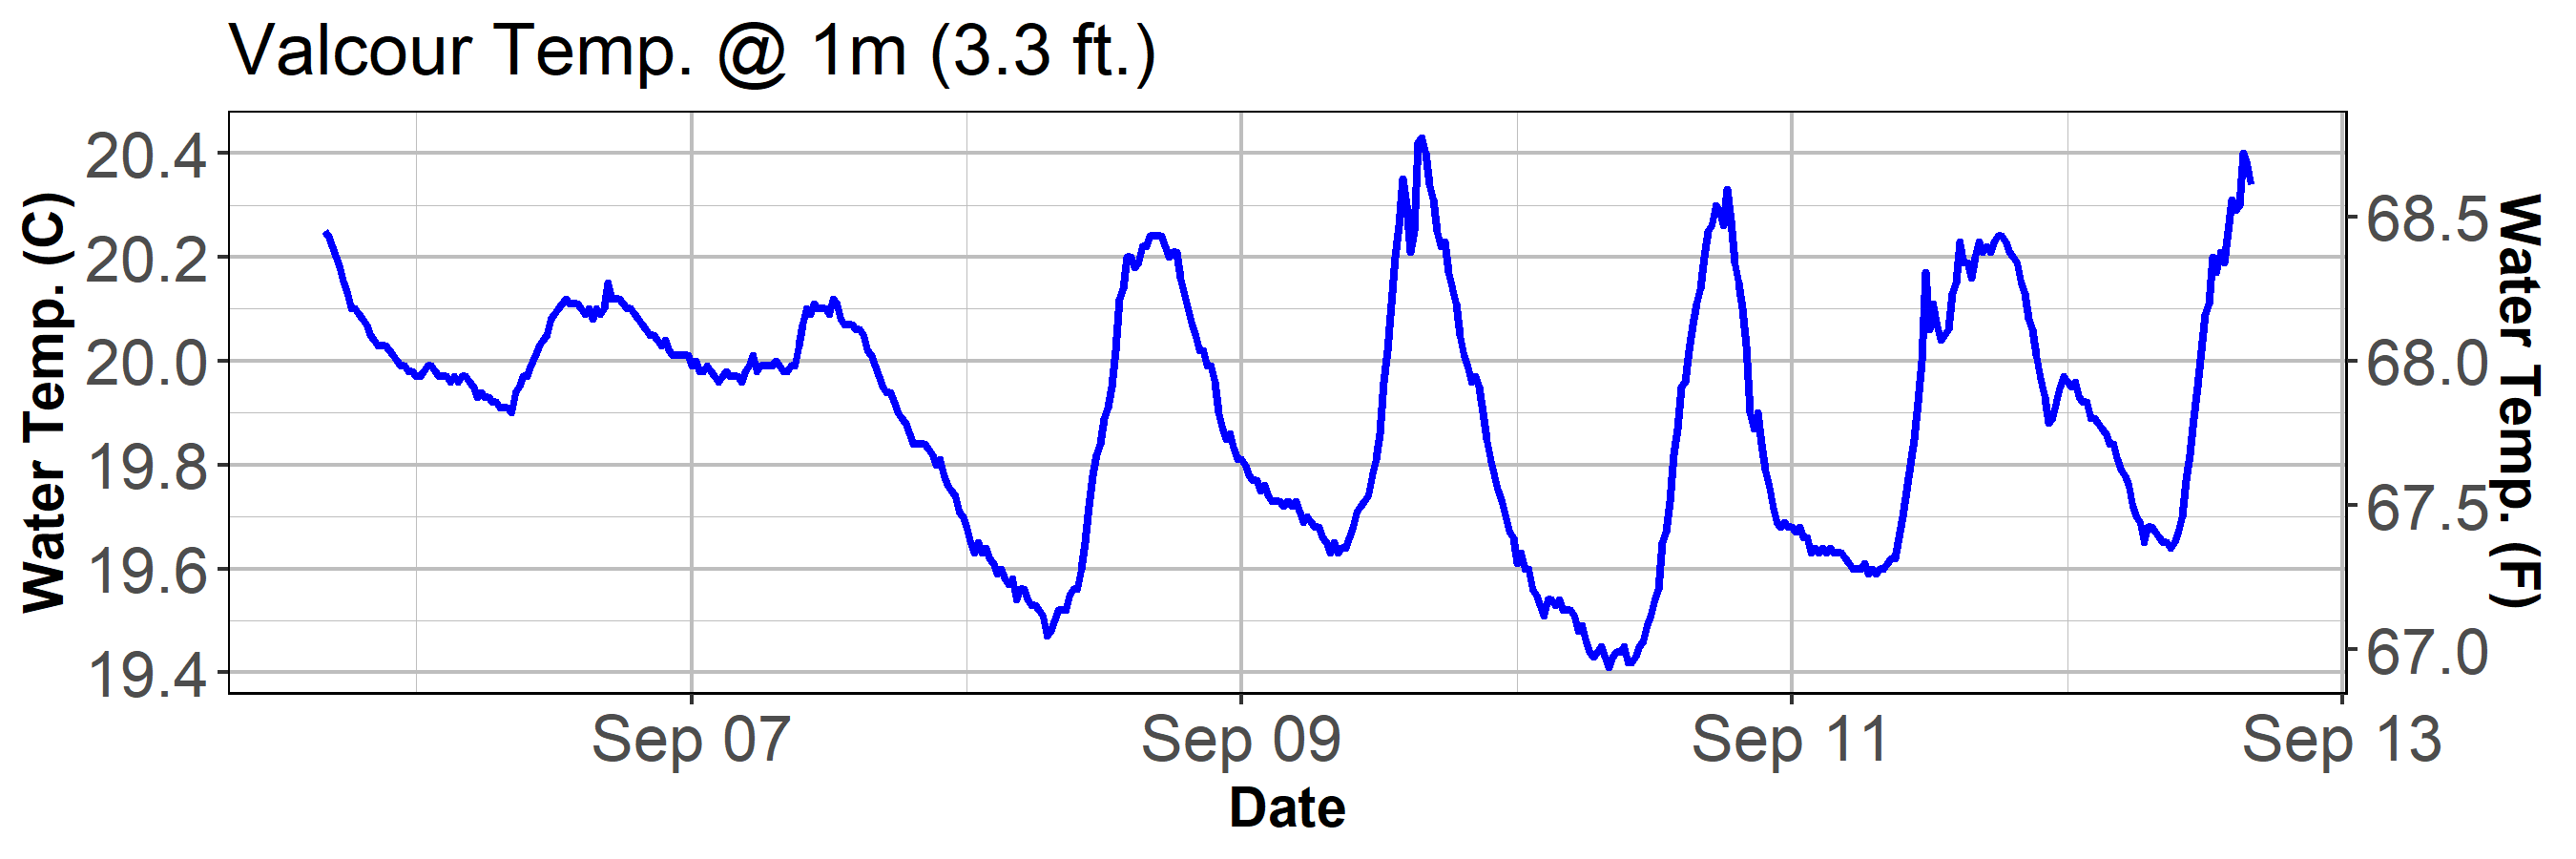 Valcour Temp. @ 1m (3.3 ft.)
Water Temp. (C)
20.4
20.2
20.0
19.8
19.6
19.4
68.5
68.0
67.5
67.0
Water Temp. (F)
Sep 07
Sep 09
Sep 11
Sep 13
Date